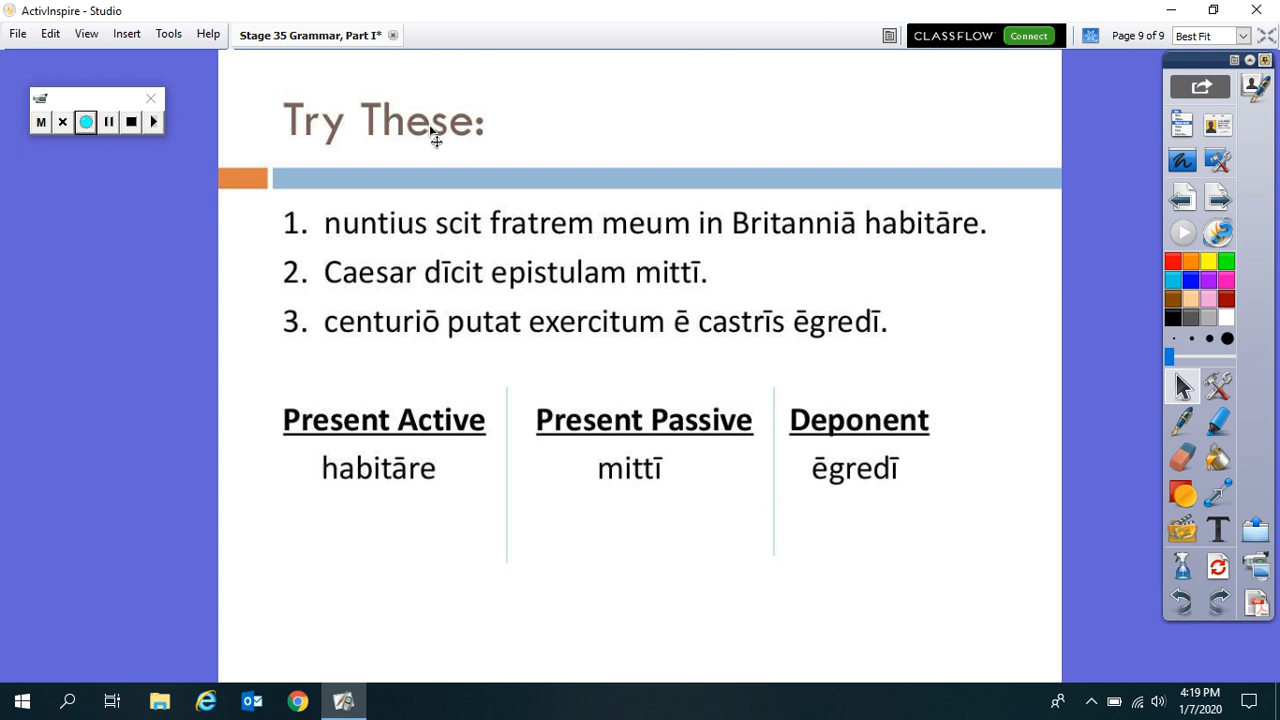 ActivInspire - Studio
File Edit View Insert Tools Help Stage 35 Grammar, Part I* CLASSFLOW Connect Page 9 of 9 Best Fit
M
Try These:
1. nuntius scit fratrem meum in Britanniā habitāre.
2. Caesar dīcit epistulam mittī.
3. centuriō putat exercitum ē castrīs ēgredī.
Present Active Present Passive Deponent
habitāre mittī ēgredī
4:19 PM
1/7/2020